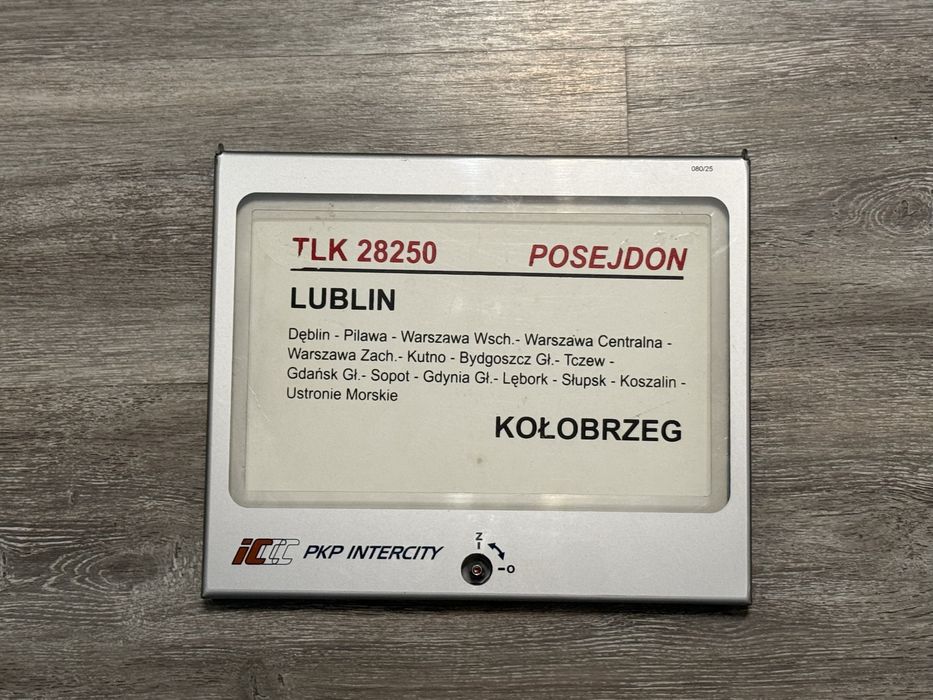 080/25
TLK 28250 POSEJDON
LUBLIN
Dęblin - Pilawa - Warszawa Wsch.- Warszawa Centralna -
Warszawa Zach.- Kutno - Bydgoszcz Gł.- Tczew -
Gdańsk Gł.- Sopot - Gdynia Gł.- Lębork - Słupsk - Koszalin -
Ustronie Morskie
KOŁOBRZEG
iC PKP INTERCITY
Z
O